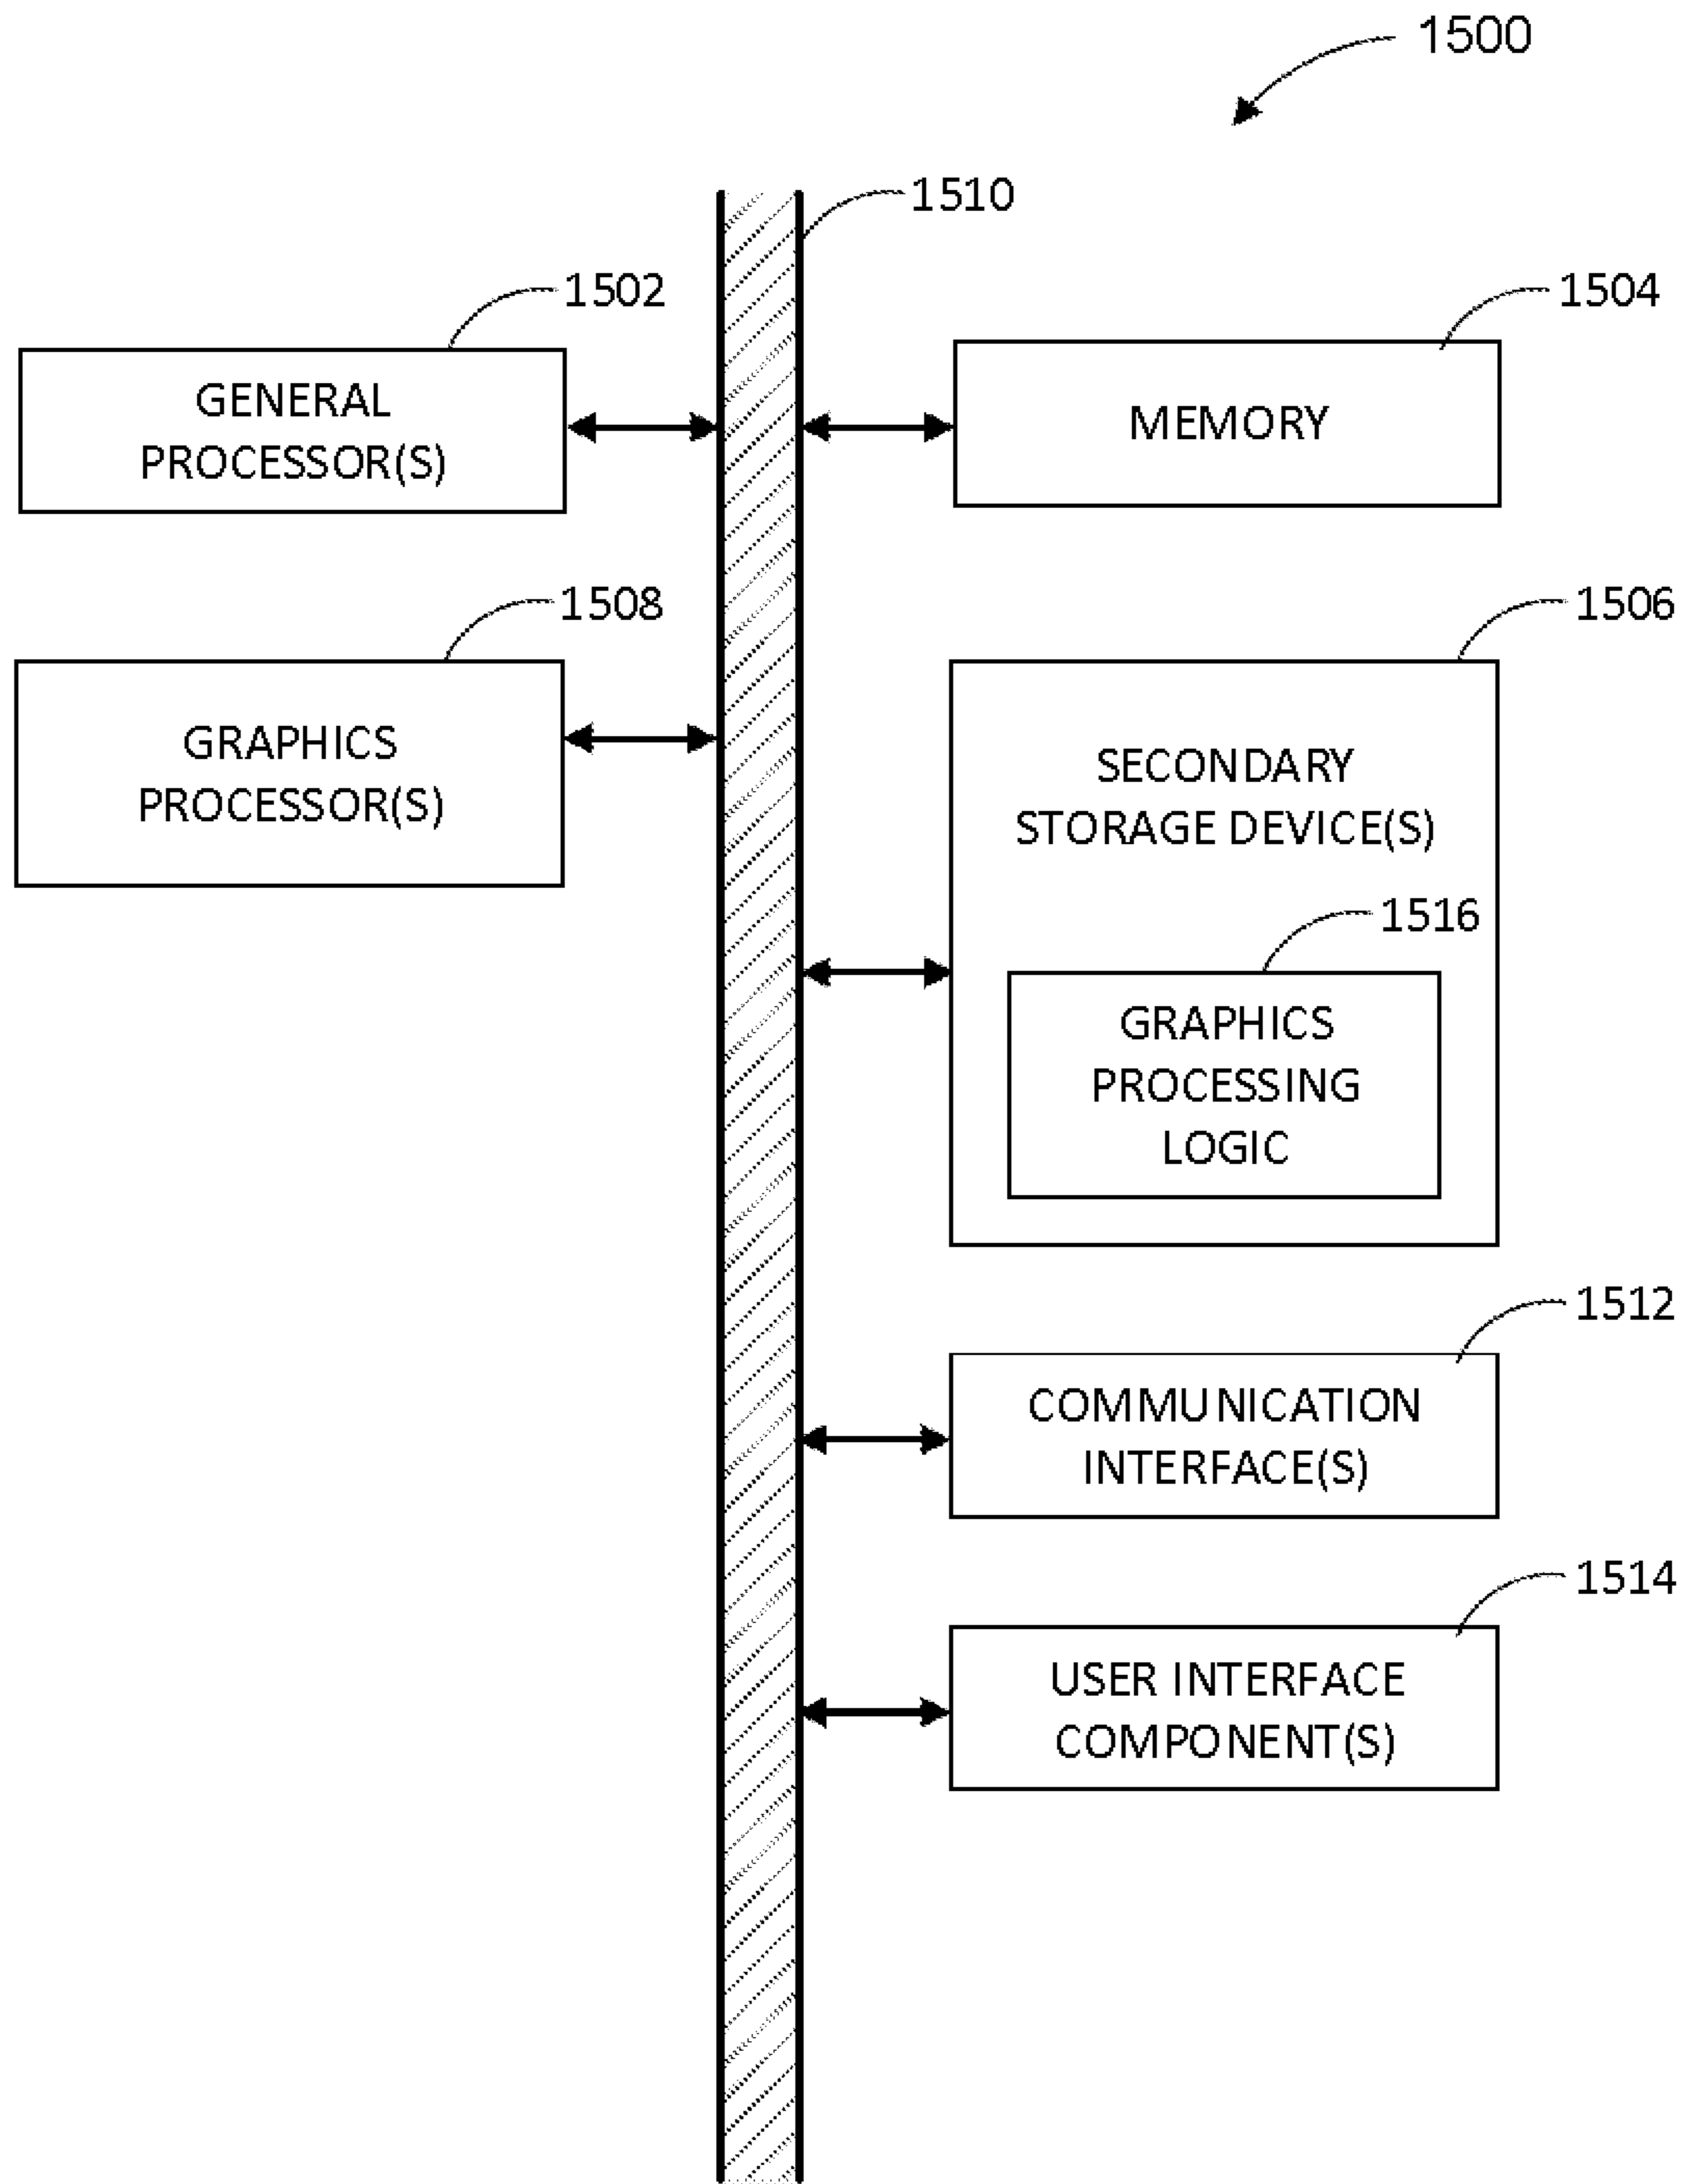 1500
1510
1502
GENERAL
PROCESSOR(S)
1504
MEMORY
1508
GRAPHICS
PROCESSOR(S)
1506
SECONDARY
STORAGE DEVICE(S)
1516
GRAPHICS
PROCESSING
LOGIC
1512
COMMUNICATION
INTERFACE(S)
1514
USER INTERFACE
COMPONENT(S)